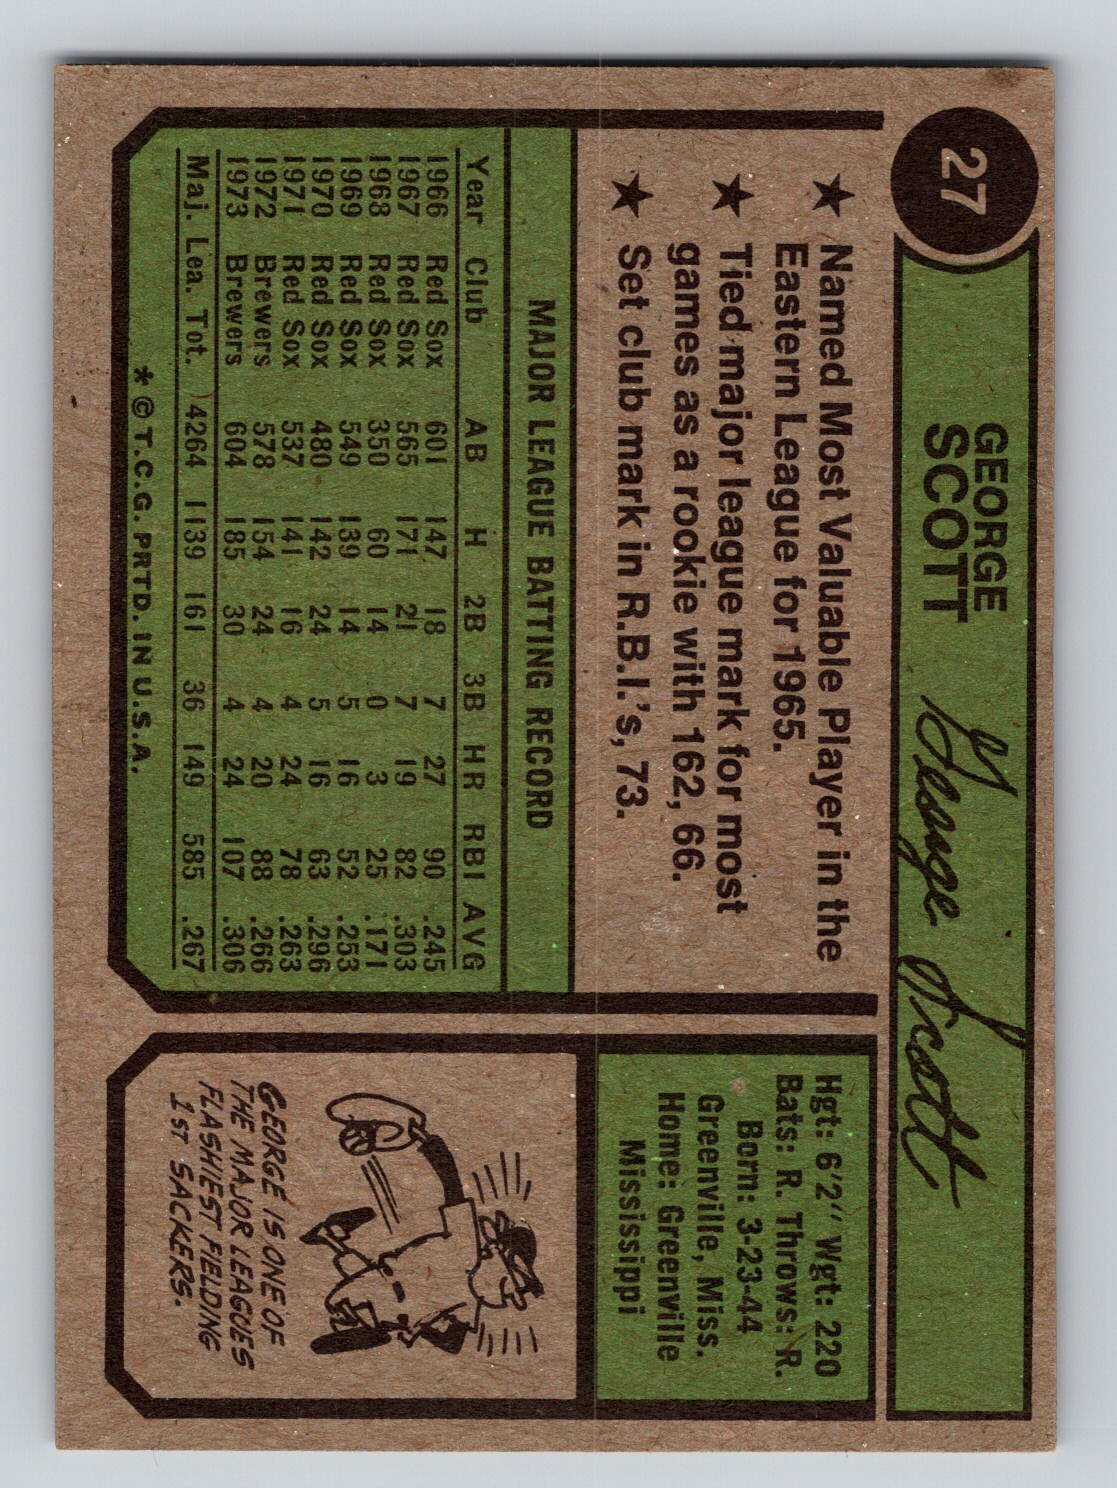 27
GEORGE
SCOTT
George Scott
★ Named Most Valuable Player in the
Eastern League for 1965.
★ Tied major league mark for most
games as a rookie with 162, 66.
★ Set club mark in R.B.I.'s, 73.
MAJOR LEAGUE BATTING RECORD
Year Club AB H 2B 3B HR RBI AVG
1966 Red Sox 601 147 18 7 27 90 .245
1967 Red Sox 565 171 21 7 19 82 .303
1968 Red Sox 350 60 14 0 3 25 .171
1969 Red Sox 549 139 14 5 16 52 .253
1970 Red Sox 480 142 24 5 16 63 .296
1971 Red Sox 537 141 16 4 24 78 .263
1972 Brewers 578 154 24 4 20 88 .266
1973 Brewers 604 185 30 4 24 107 .306
Maj. Lea. Tot. 4264 1139 161 36 149 585 .267
* © T.C.G. PRTD. IN U.S.A.
Hgt: 6'2" Wgt: 220
Bats: R. Throws: R.
Born: 3-23-44
Greenville, Miss.
Home: Greenville
Mississippi
GEORGE IS ONE OF
THE MAJOR LEAGUES
FLASHIEST FIELDING
1ST SACKERS.